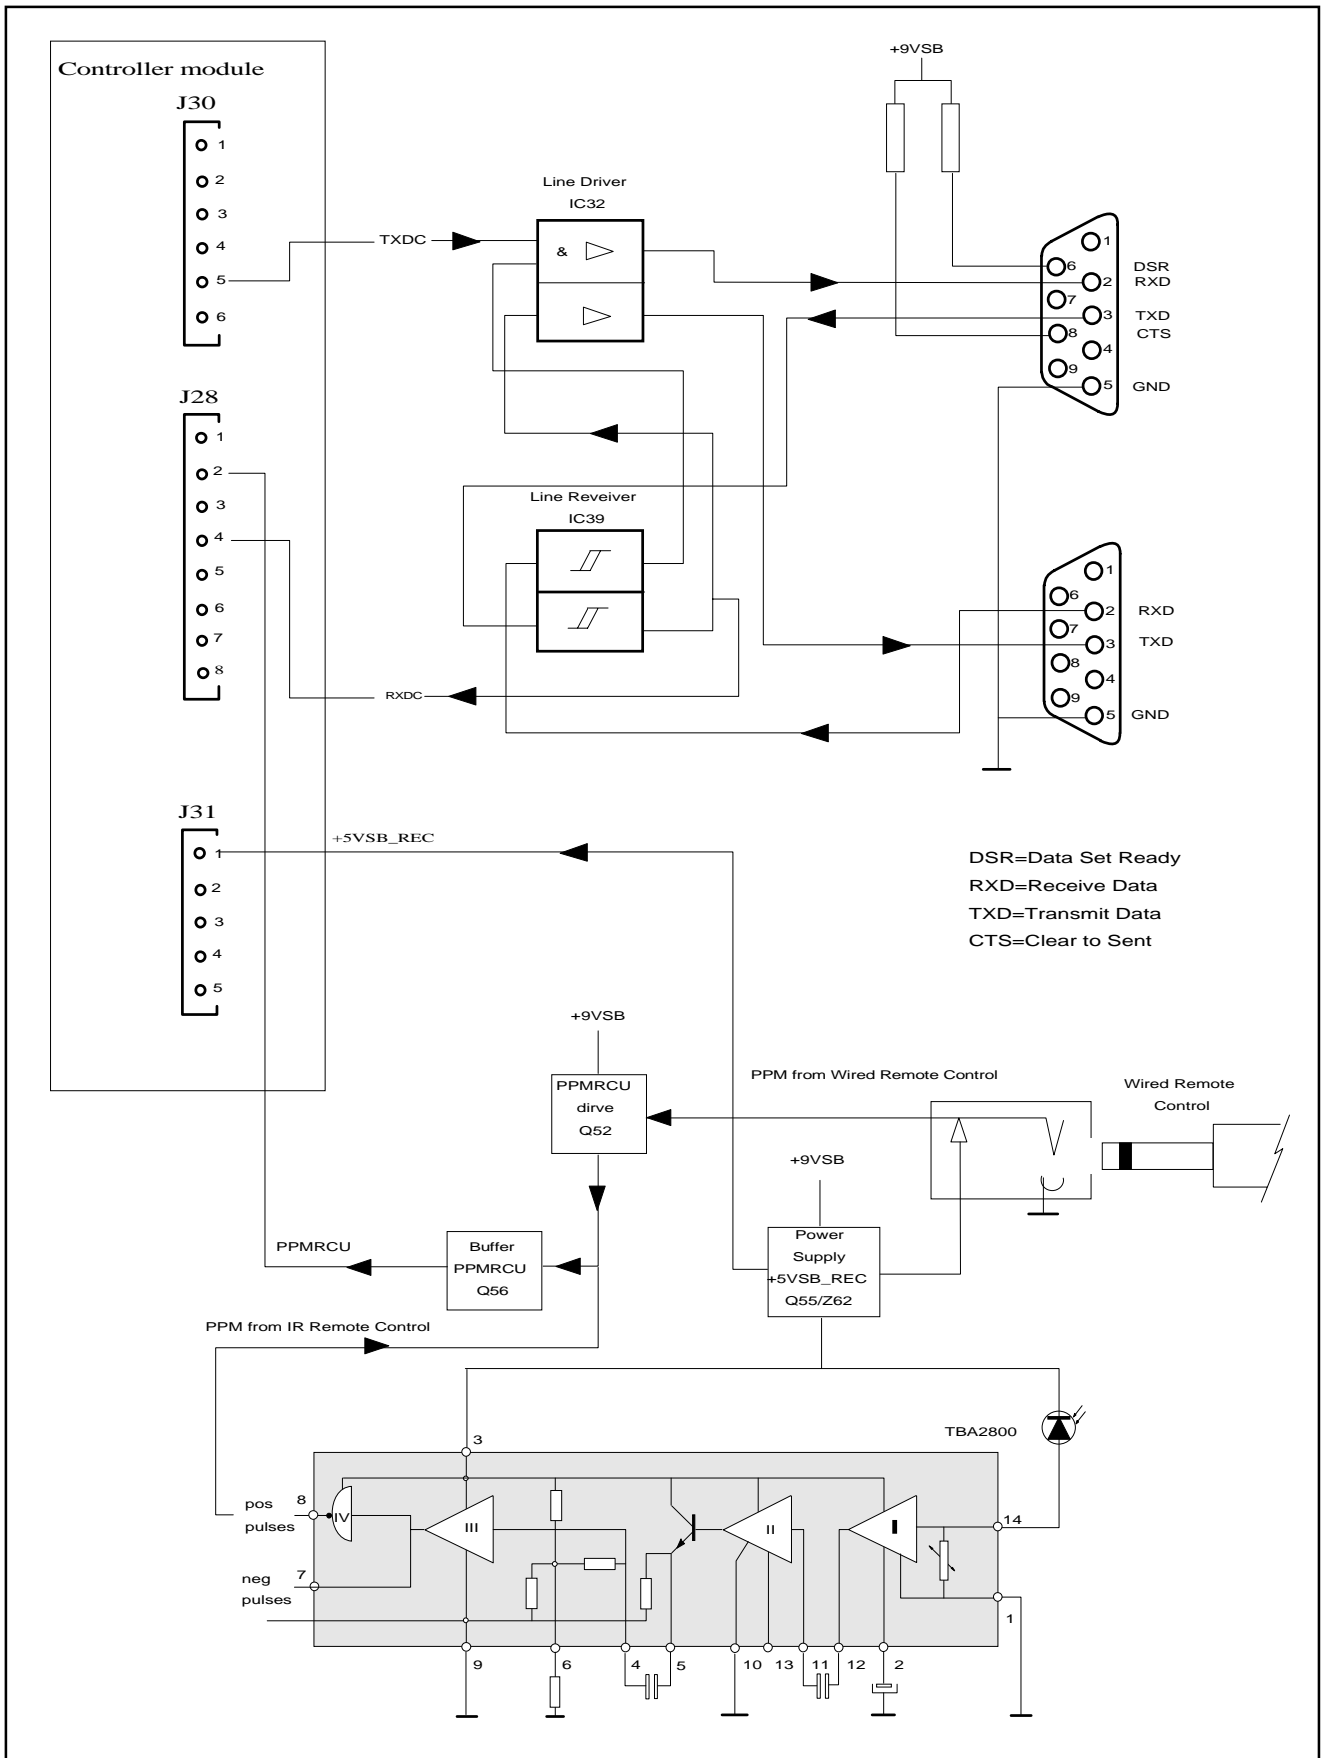 Controller module
J30
1
2
3
4
5
6
J28
1
2
3
4
5
6
7
8
J31
1
2
3
4
5
+5VSB_REC
TXDC
Line Driver
IC32
&
Line Reveiver
IC39
RXDC
+9VSB
1
6
2
7
3
8
4
9
5
DSR
RXD
TXD
CTS
GND
1
6
2
7
3
8
4
9
5
RXD
TXD
GND
DSR=Data Set Ready
RXD=Receive Data
TXD=Transmit Data
CTS=Clear to Sent
+9VSB
PPMRCU
dirve
Q52
PPM from Wired Remote Control
Wired Remote
Control
+9VSB
Power
Supply
+5VSB_REC
Q55/Z62
PPMRCU
Buffer
PPMRCU
Q56
PPM from IR Remote Control
TBA2800
3
pos
pulses
8
IV
III
II
I
14
neg
pulses
7
1
9
6
4
5
10
13
11
12
2